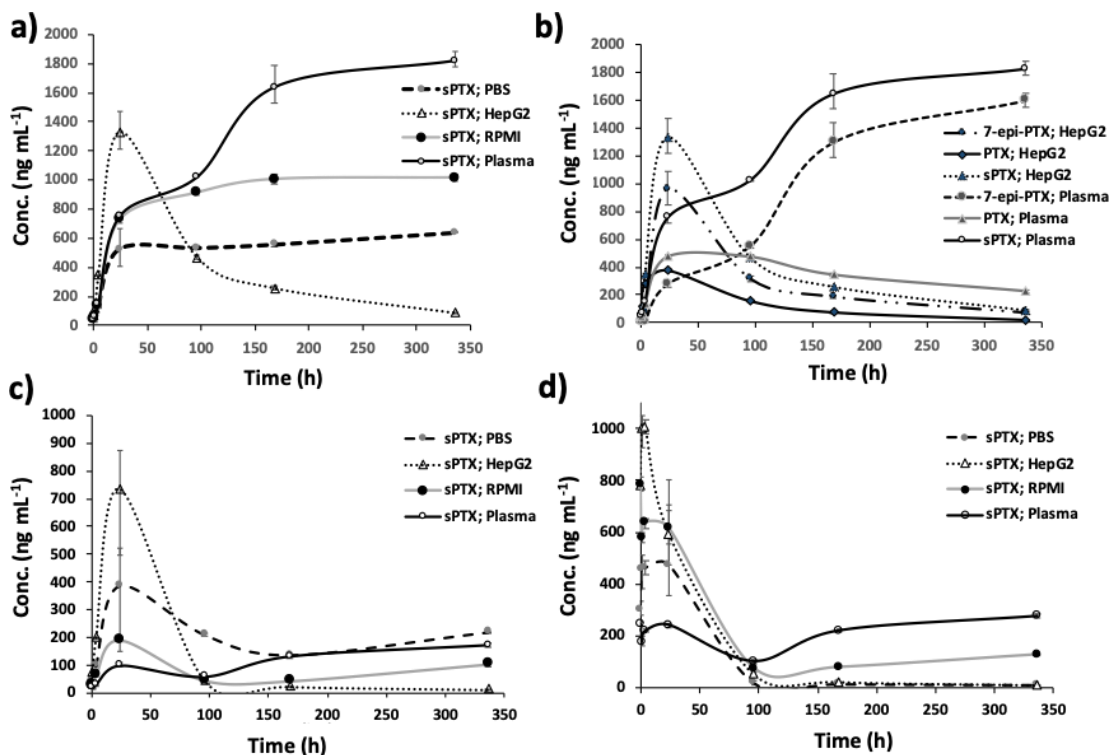 a)
Conc. (ng mL⁻¹)
2000
1800
1600
1400
1200
1000
800
600
400
200
0
0 50 100 150 200 250 300 350
Time (h)
sPTX; PBS
sPTX; HepG2
sPTX; RPMI
sPTX; Plasma
b)
Conc. (ng mL⁻¹)
2000
1800
1600
1400
1200
1000
800
600
400
200
0
0 50 100 150 200 250 300 350
Time (h)
7-epi-PTX; HepG2
PTX; HepG2
sPTX; HepG2
7-epi-PTX; Plasma
PTX; Plasma
sPTX; Plasma
c)
Conc. (ng mL⁻¹)
1000
900
800
700
600
500
400
300
200
100
0
0 50 100 150 200 250 300 350
Time (h)
sPTX; PBS
sPTX; HepG2
sPTX; RPMI
sPTX; Plasma
d)
Conc. (ng mL⁻¹)
1000
800
600
400
200
0
0 50 100 150 200 250 300 350
Time (h)
sPTX; PBS
sPTX; HepG2
sPTX; RPMI
sPTX; Plasma